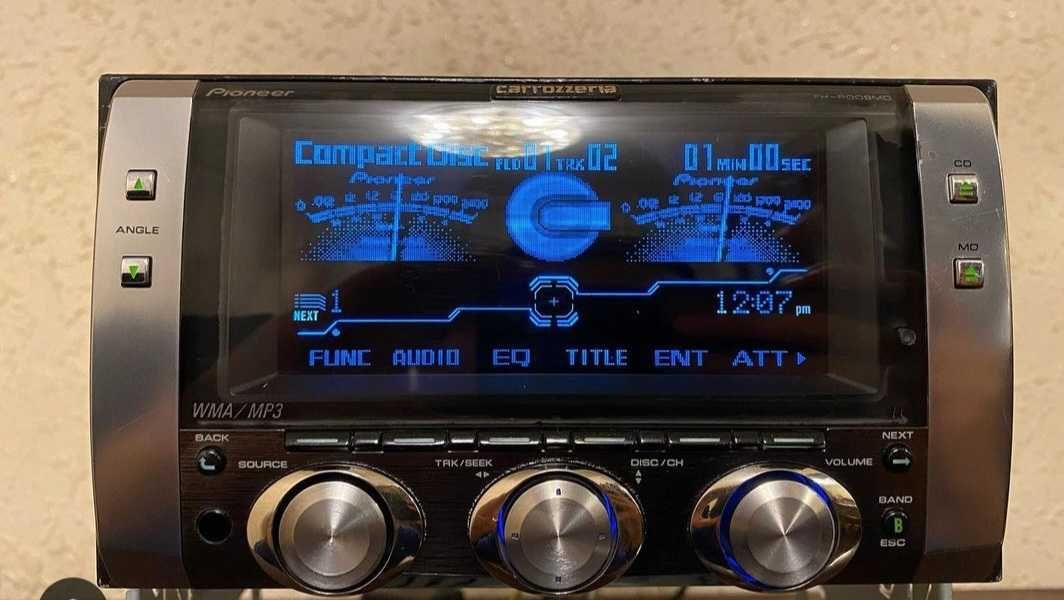 Pioneer
carrozzeria
FH-P009MD
Compact Disc FLD 01 TRK 02 01 MIN 00 SEC
Pioneer
Pioneer
CD
ANGLE
MD
NEXT 1
12:07 pm
FUNC AUDIO EQ TITLE ENT ATT
WMA/MP3
BACK
NEXT
SOURCE
TRK/SEEK
DISC/CH
VOLUME
BAND
B
ESC